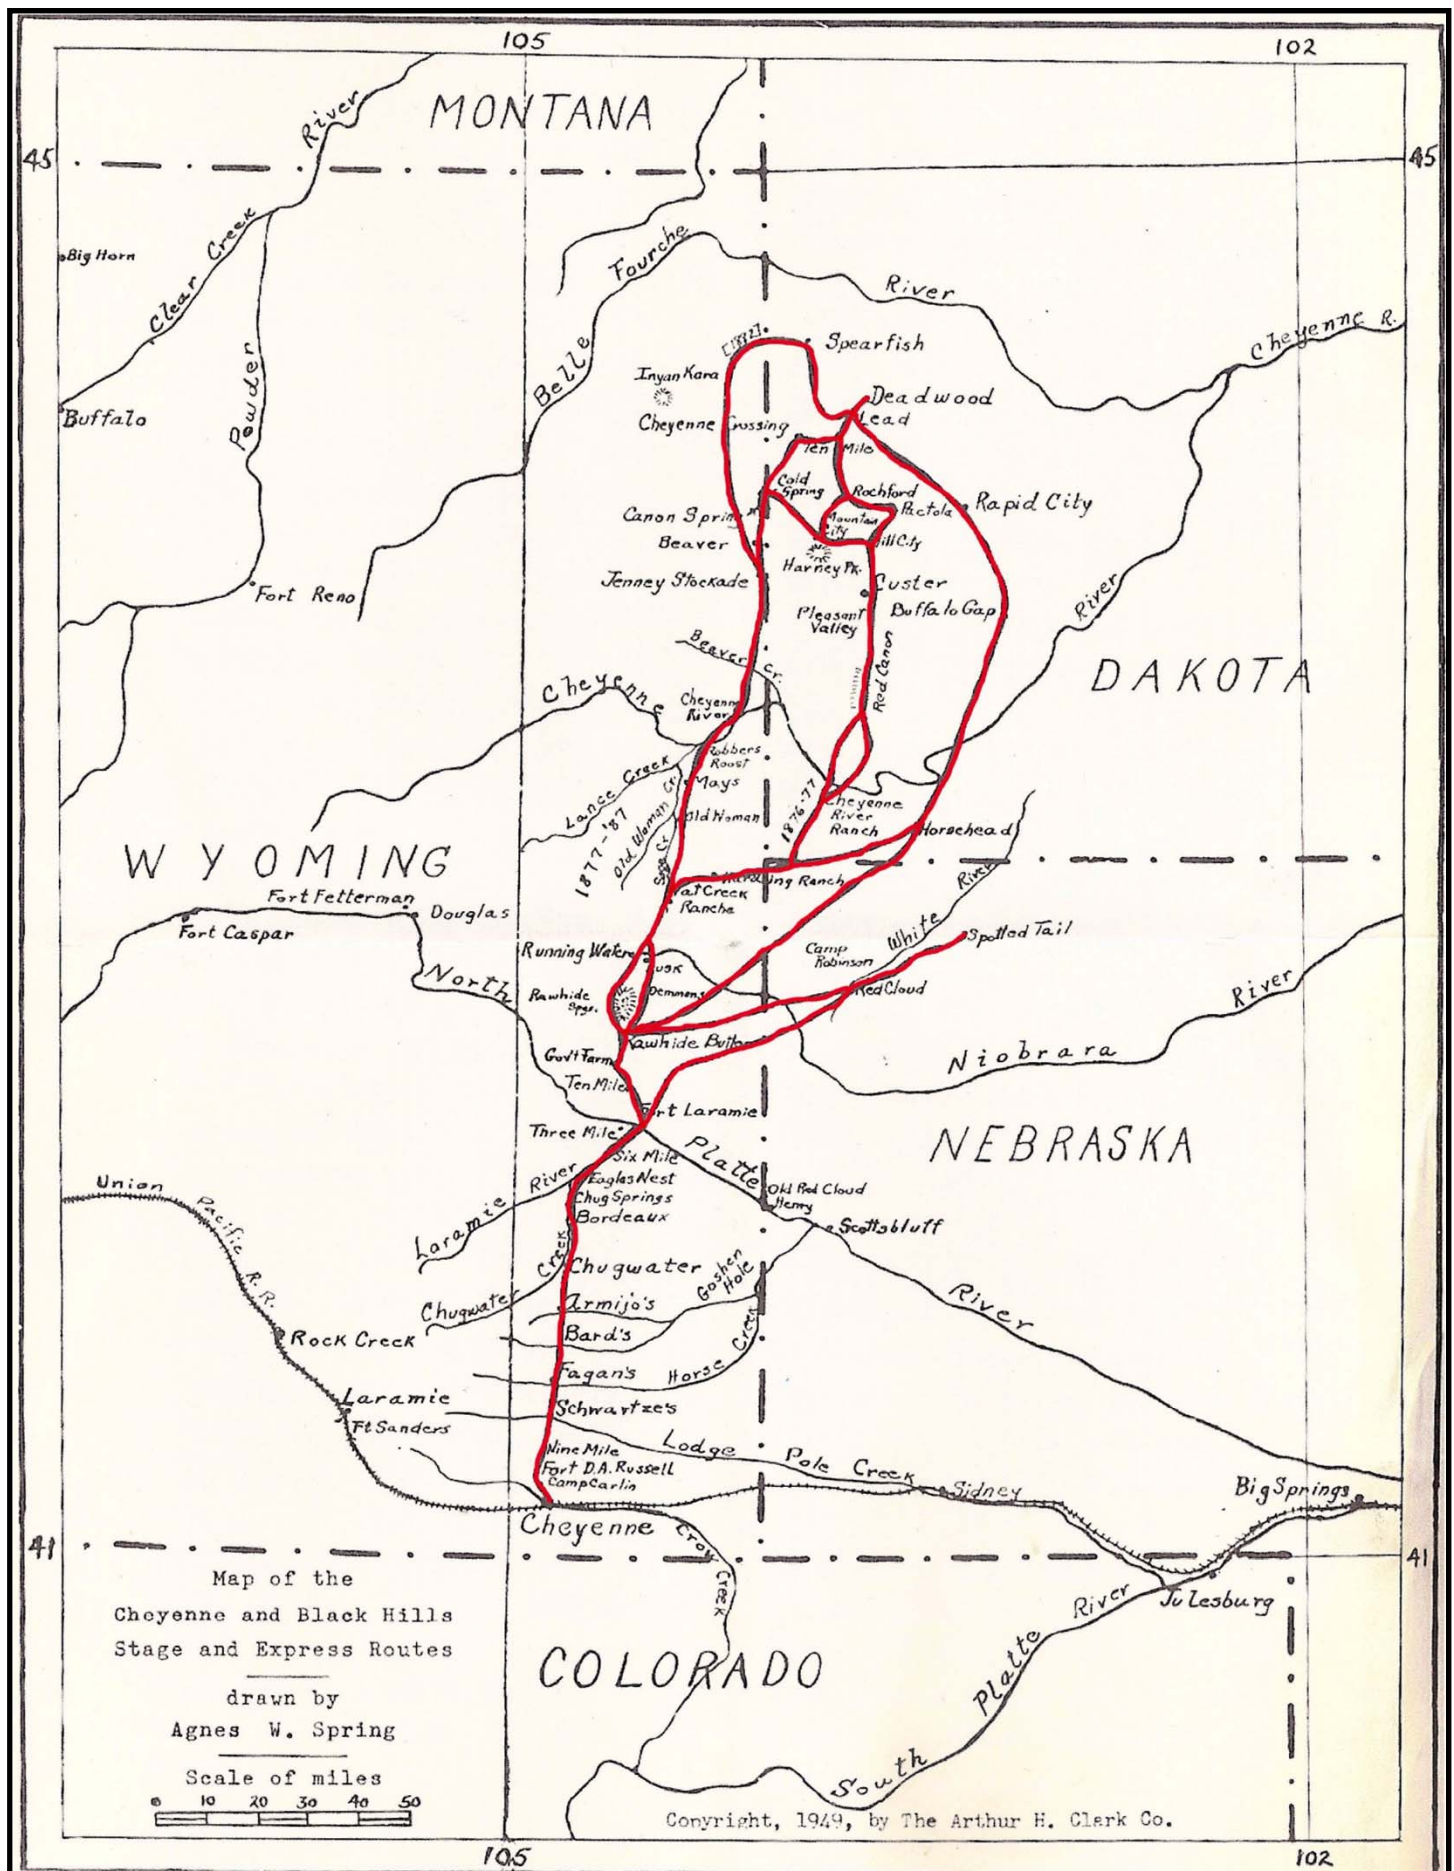 105
102
MONTANA
River
45
45
Clear Creek
Big Horn
Fourche
River
Cheyenne R.
[1882]
Spearfish
Inyan Kara
Belle
Deadwood
Buffalo
Powder
Cheyenne Crossing
Lead
Ten Mile
Cold
Spring
Rochford
Rapid City
Canon Spring
Mountain
City
Pactola
Beaver
Hill City
Harney Pk.
Jenney Stockade
Custer
Fort Reno
Pleasant
Valley
Buffalo Gap
River
Beaver Cr.
Red Canon
DAKOTA
Cheyenne
Cheyenne
River
Robbers
Roost
Lance Creek
Mays
1876-77
Cheyenne
River
Ranch
Old Woman Cr.
Old Woman
1877-'87
Horsehead
WYOMING
Sage Cr.
Harding Ranch
River
Hat Creek
Ranche
Fort Fetterman
Douglas
Fort Caspar
White
Spotted Tail
Running Water
Camp
Robinson
Lusk
North
River
Rawhide
Spgs.
Demmons
Red Cloud
Rawhide Buttes
Niobrara
Gov't Farm
Ten Mile
Fort Laramie
Three Mile
NEBRASKA
Platte
Six Mile
Union
Eagles Nest
River
Chug Springs
Old Red Cloud
Henry
Bordeaux
Scottsbluff
Pacific
Laramie
Creek
Chugwater
Goshen
Hole
R. R.
Chugwater
Armijo's
River
Rock Creek
Bard's
Creek
Fagan's
Horse
Laramie
Schwartze's
Ft Sanders
Lodge Pole Creek
Nine Mile
Fort D.A. Russell
Camp Carlin
Sidney
Big Springs
Cheyenne
Crow
Creek
41
41
Map of the
Cheyenne and Black Hills
Stage and Express Routes
drawn by
Agnes W. Spring
Scale of miles
0 10 20 30 40 50
River
Julesburg
COLORADO
Platte
South
Copyright, 1949, by The Arthur H. Clark Co.
105
102